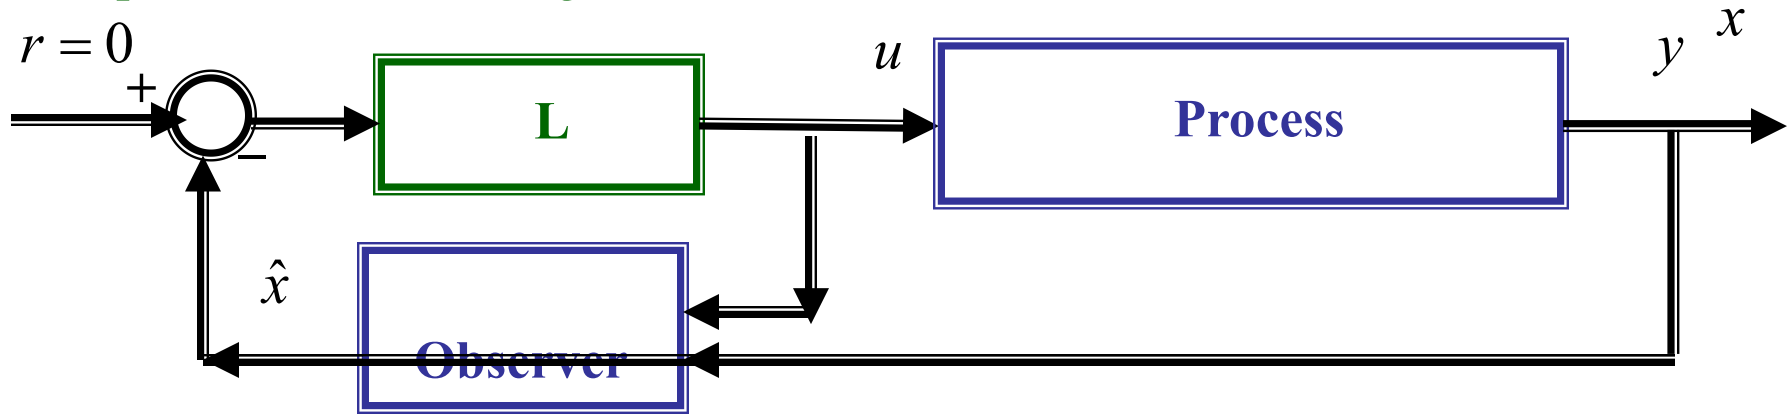 r = 0
+
−
L
u
Process
y
x
x̂
Observer